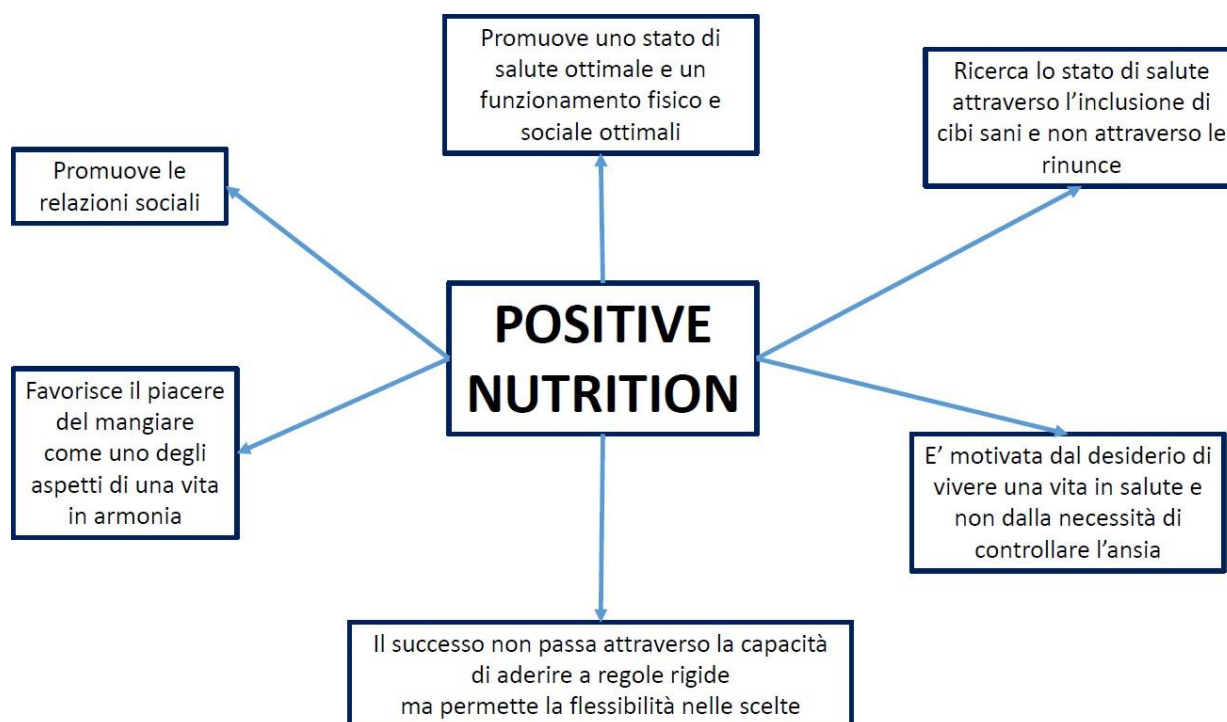 Promuove uno stato di
salute ottimale e un
funzionamento fisico e
sociale ottimali
Ricerca lo stato di salute
attraverso l’inclusione di
cibi sani e non attraverso le
rinunce
Promuove le
relazioni sociali
POSITIVE
NUTRITION
Favorisce il piacere
del mangiare
come uno degli
aspetti di una vita
in armonia
E’ motivata dal desiderio di
vivere una vita in salute e
non dalla necessità di
controllare l’ansia
Il successo non passa attraverso la capacità
di aderire a regole rigide
ma permette la flessibilità nelle scelte